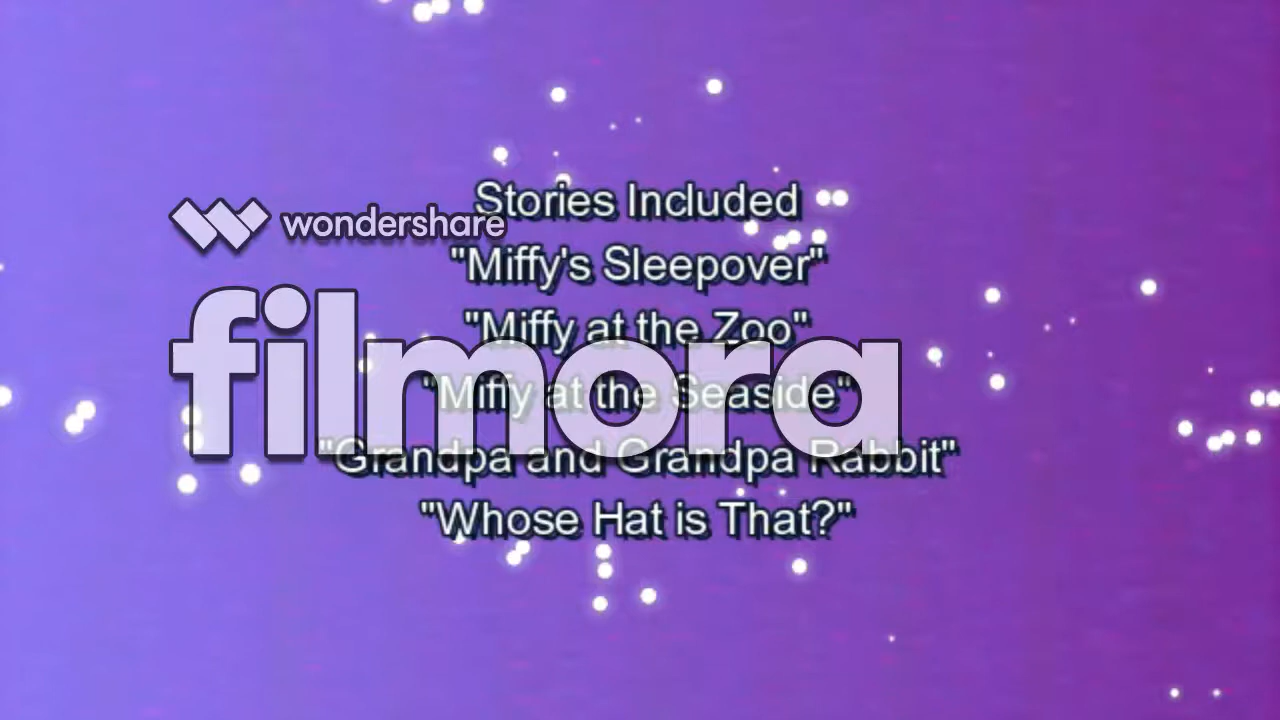 Stories Included
wondershare
"Miffy's Sleepover"
filmora
"Miffy at the Zoo"
"Miffy at the Seaside"
"Grandpa and Grandpa Rabbit"
"Whose Hat is That?"